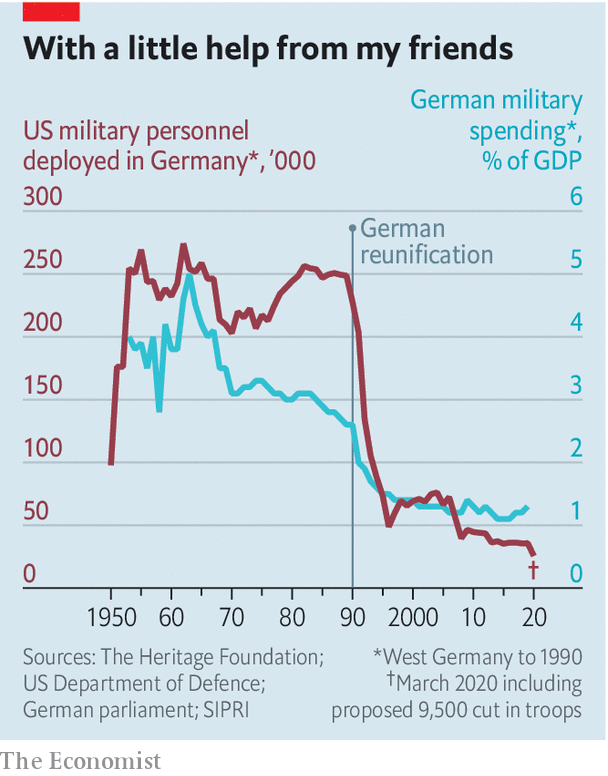 With a little help from my friends
US military personnel
deployed in Germany*, ’000
German military
spending*,
% of GDP
300
250
200
150
100
50
0
6
5
4
3
2
1
0
German
reunification
†
1950 60 70 80 90 2000 10 20
Sources: The Heritage Foundation;
US Department of Defence;
German parliament; SIPRI
*West Germany to 1990
†March 2020 including
proposed 9,500 cut in troops
The Economist